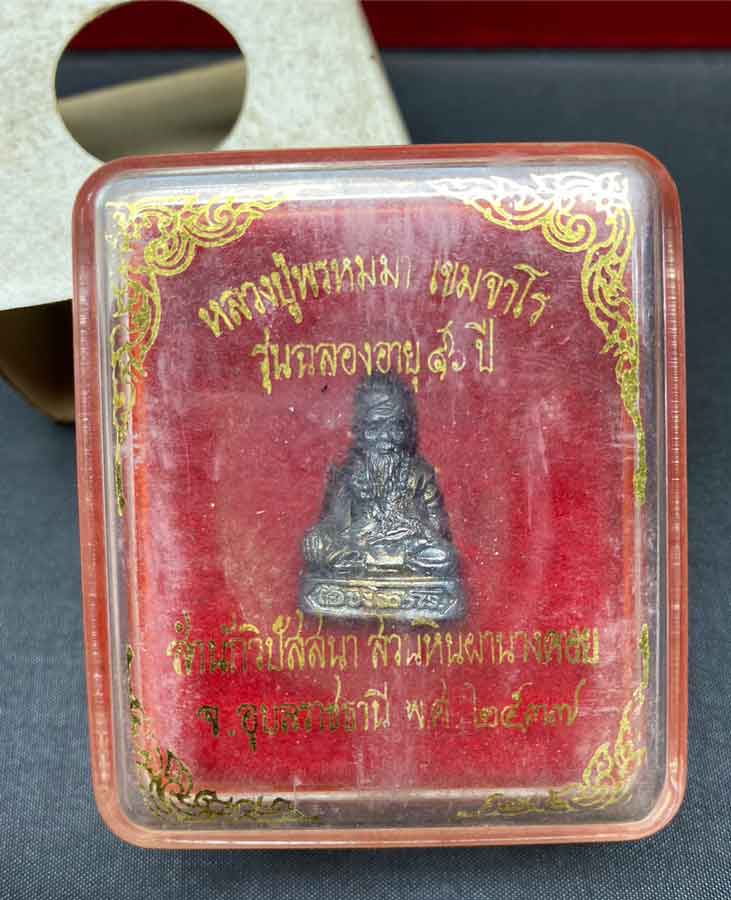 หลวงปู่พรหมมา เขมจาโร
รุ่นฉลองอายุ ๕๐ ปี
สำนักวิปัสสนา สวนหินผานางคอย
จ.อุบลราชธานี พ.ศ.๒๕๓๗